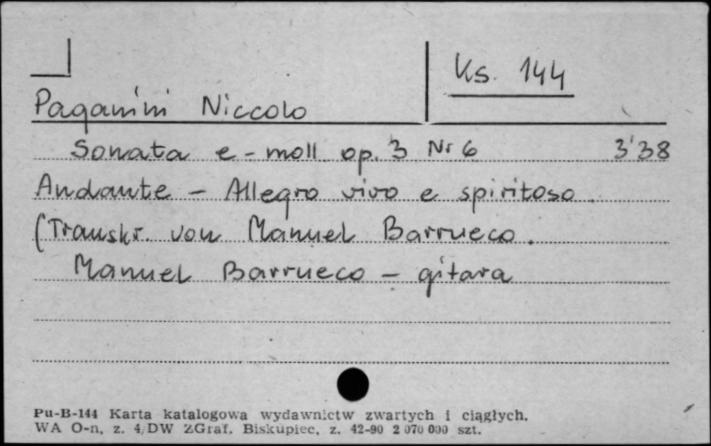 Ks. 144
Paganini Niccolo
Sonata e-moll op. 3 Nr 6 3'38
Andante - Allegro vivo e spiritoso.
(Transkr. von Manuel Barrueco.
Manuel Barrueco - gitara
Pu-B-144 Karta katalogowa wydawnictw zwartych i ciągłych.
WA O-n, z. 4/DW ZGraf. Biskupiec, z. 42-90 2 070 000 szt.